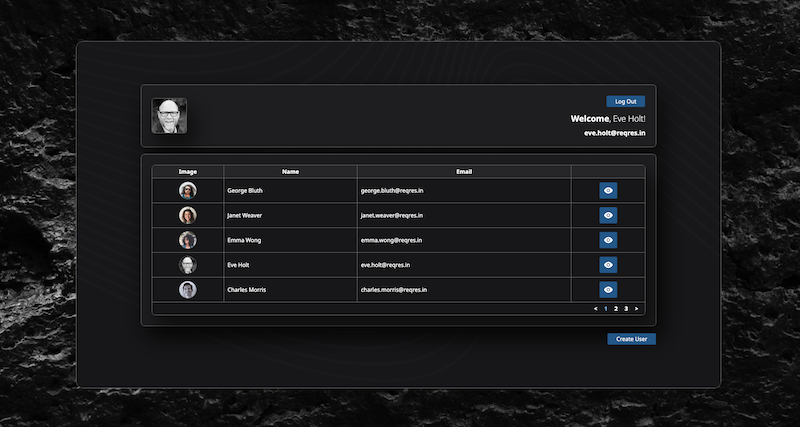 Log Out
Welcome, Eve Holt!
eve.holt@reqres.in
Image Name Email
George Bluth george.bluth@reqres.in
Janet Weaver janet.weaver@reqres.in
Emma Wong emma.wong@reqres.in
Eve Holt eve.holt@reqres.in
Charles Morris charles.morris@reqres.in
< 1 2 3 >
Create User